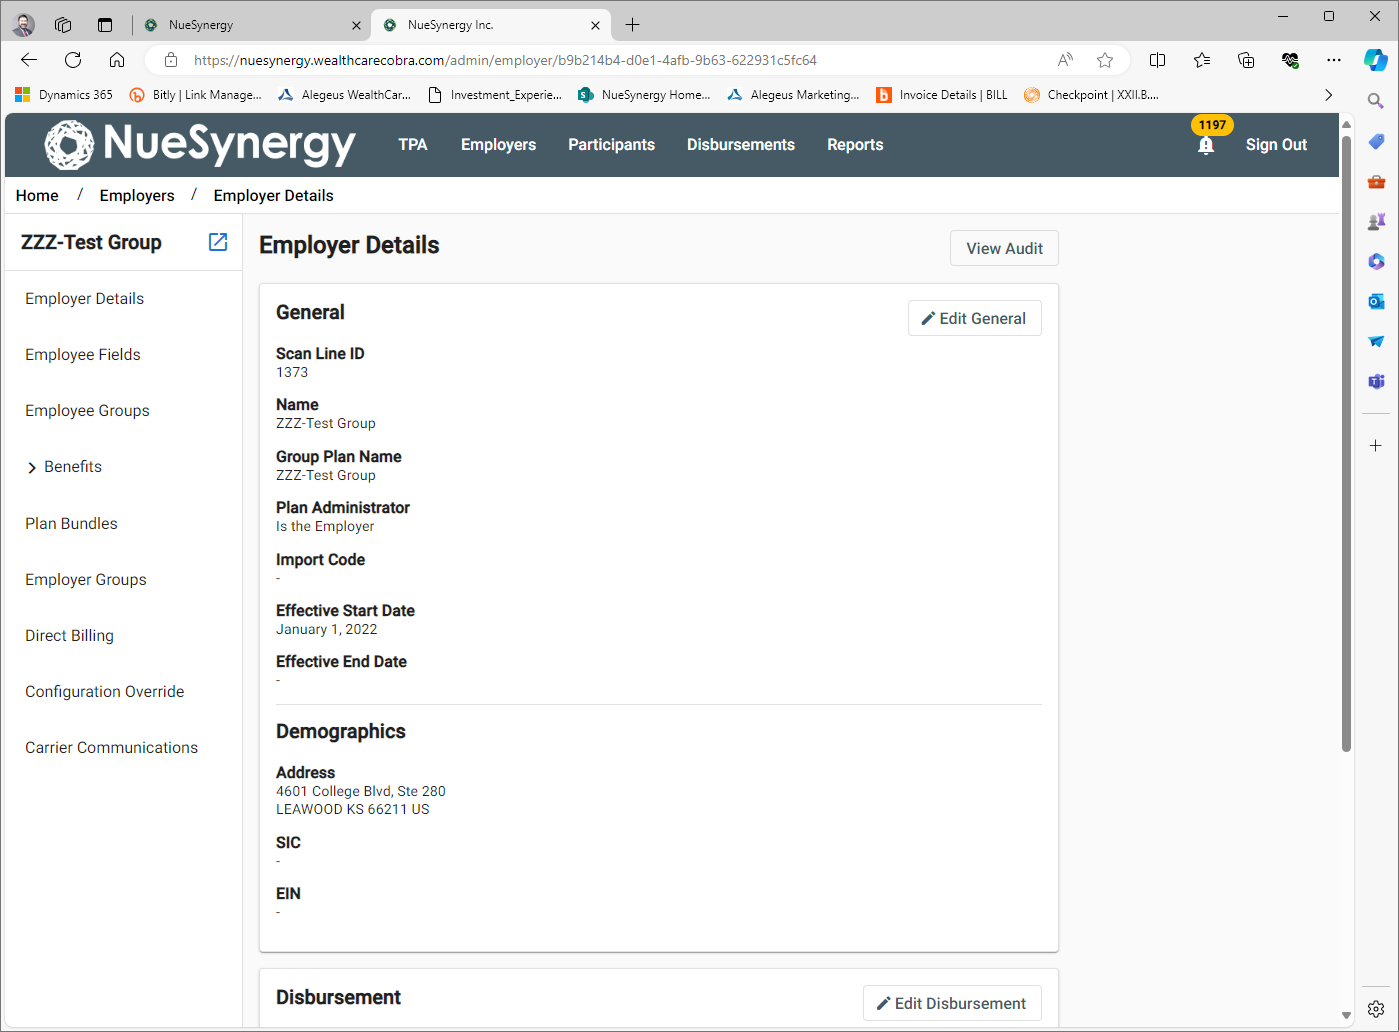 NueSynergy
NueSynergy Inc.
https://nuesynergy.wealthcarecobra.com/admin/employer/b9b214b4-d0e1-4afb-9b63-622931c5fc64
Dynamics 365
Bitly | Link Manage...
Alegeus WealthCar...
Investment_Experie...
NueSynergy Home...
Alegeus Marketing...
Invoice Details | BILL
Checkpoint | XXII.B....
NueSynergy
TPA
Employers
Participants
Disbursements
Reports
1197
Sign Out
Home / Employers / Employer Details
ZZZ-Test Group
Employer Details
Employee Fields
Employee Groups
Benefits
Plan Bundles
Employer Groups
Direct Billing
Configuration Override
Carrier Communications
Employer Details
View Audit
General
Edit General
Scan Line ID
1373
Name
ZZZ-Test Group
Group Plan Name
ZZZ-Test Group
Plan Administrator
Is the Employer
Import Code
-
Effective Start Date
January 1, 2022
Effective End Date
-
Demographics
Address
4601 College Blvd, Ste 280
LEAWOOD KS 66211 US
SIC
-
EIN
-
Disbursement
Edit Disbursement